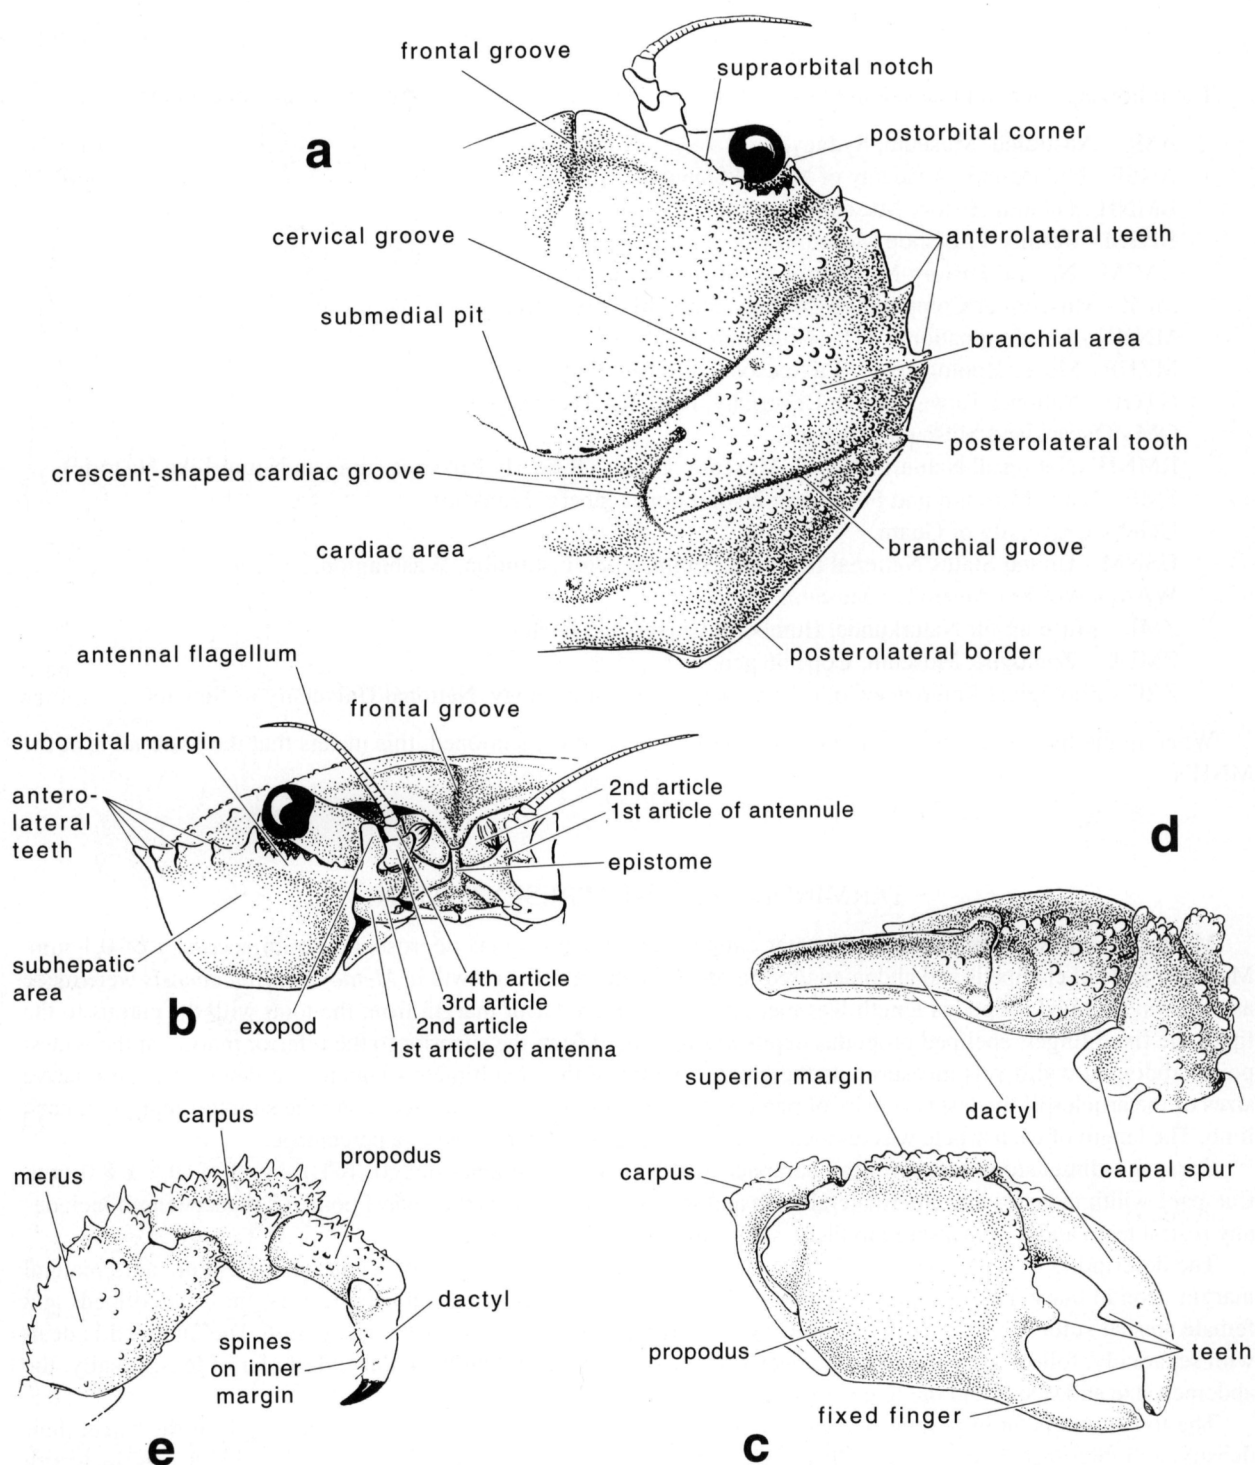 frontal groove
supraorbital notch
postorbital corner
a
cervical groove
anterolateral teeth
submedial pit
branchial area
posterolateral tooth
crescent-shaped cardiac groove
cardiac area
branchial groove
posterolateral border
antennal flagellum
frontal groove
suborbital margin
2nd article
1st article of antennule
antero-
lateral
teeth
epistome
d
subhepatic
area
4th article
3rd article
2nd article
1st article of antenna
b
exopod
superior margin
dactyl
carpal spur
carpus
carpus
propodus
merus
dactyl
spines
on inner
margin
propodus
teeth
fixed finger
e
c